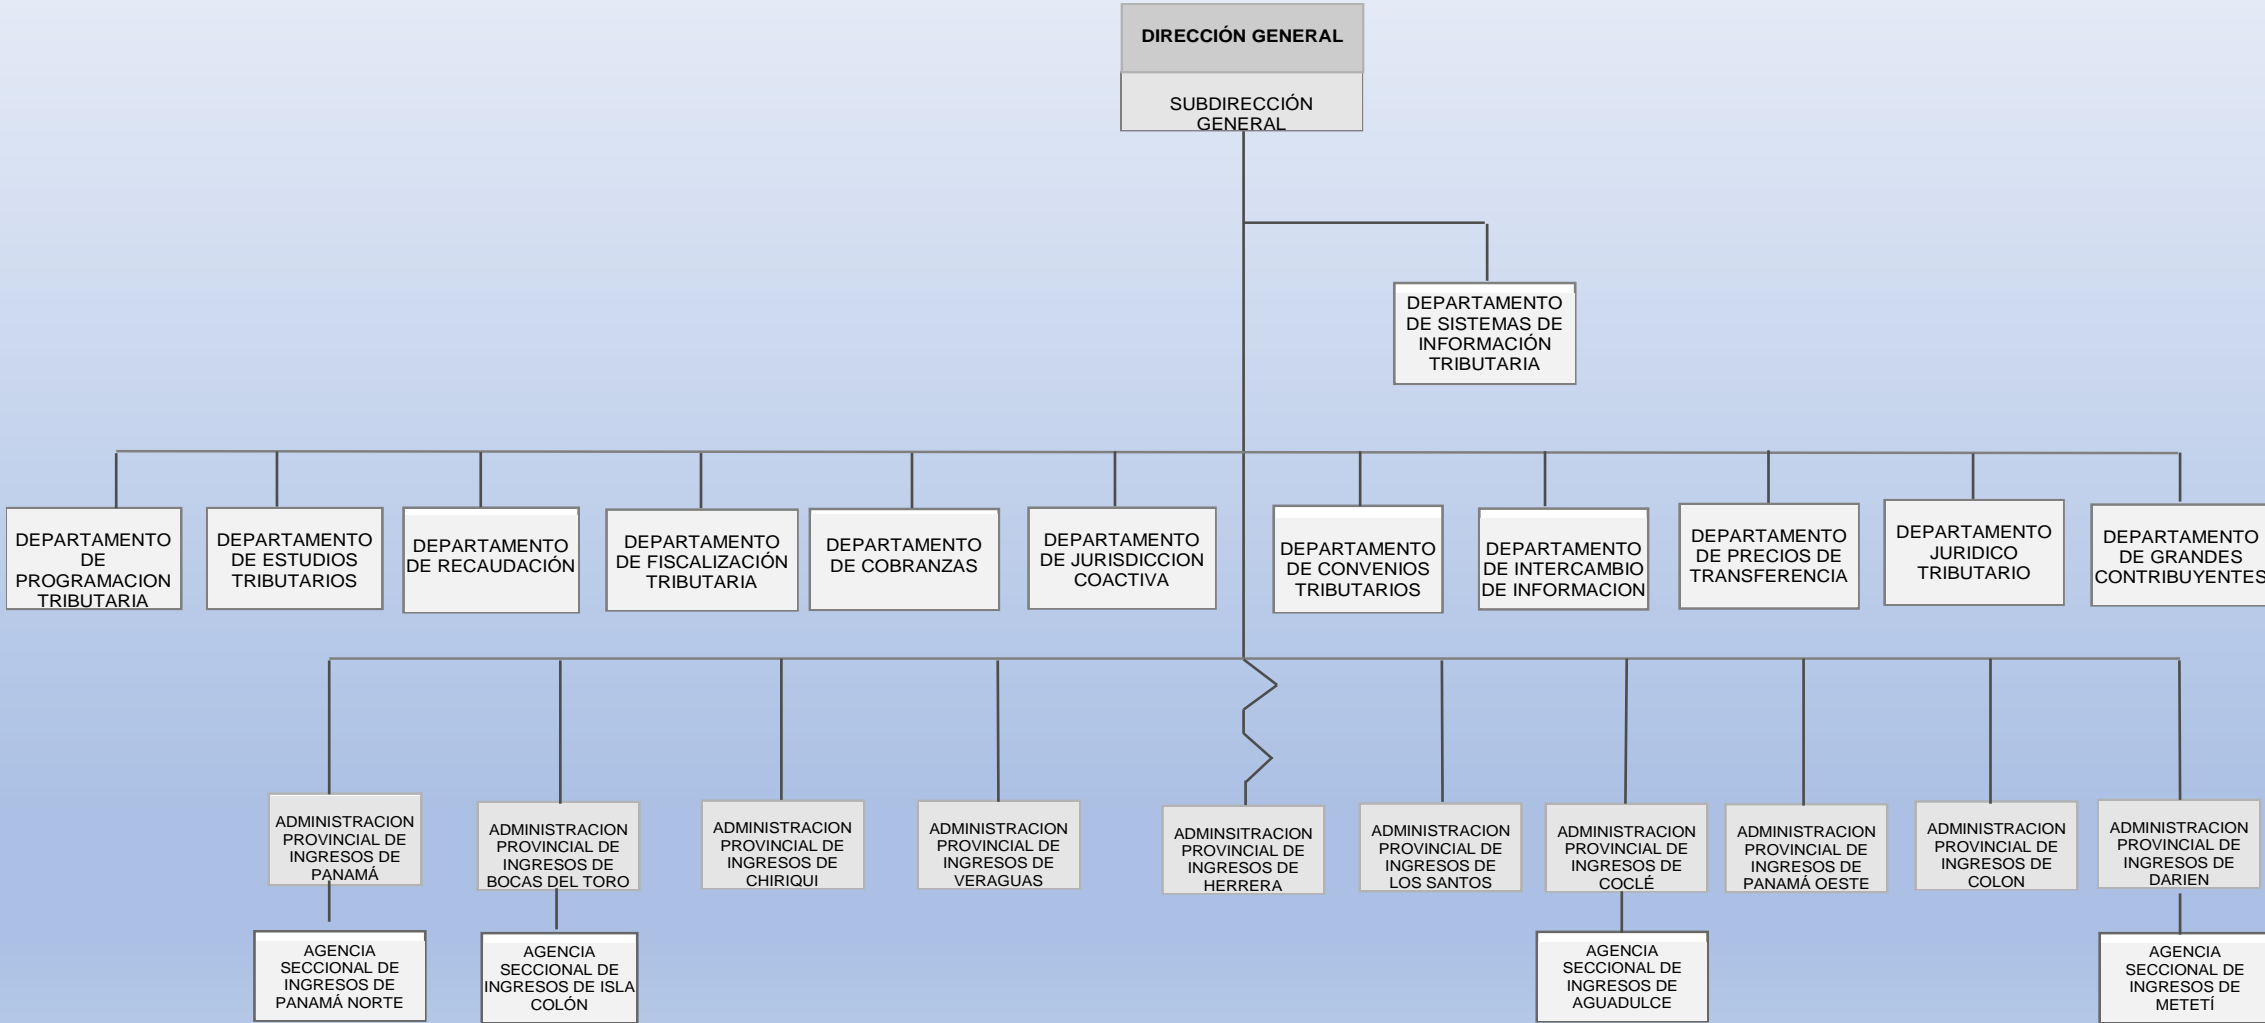 DIRECCIÓN GENERAL
SUBDIRECCIÓN
GENERAL
DEPARTAMENTO
DE SISTEMAS DE
INFORMACIÓN
TRIBUTARIA
DEPARTAMENTO
DE
PROGRAMACION
TRIBUTARIA
DEPARTAMENTO
DE ESTUDIOS
TRIBUTARIOS
DEPARTAMENTO
DE RECAUDACIÓN
DEPARTAMENTO
DE FISCALIZACIÓN
TRIBUTARIA
DEPARTAMENTO
DE COBRANZAS
DEPARTAMENTO
DE JURISDICCION
COACTIVA
DEPARTAMENTO
DE CONVENIOS
TRIBUTARIOS
DEPARTAMENTO
DE INTERCAMBIO
DE INFORMACION
DEPARTAMENTO
DE PRECIOS DE
TRANSFERENCIA
DEPARTAMENTO
JURIDICO
TRIBUTARIO
DEPARTAMENTO
DE GRANDES
CONTRIBUYENTES
ADMINISTRACION
PROVINCIAL DE
INGRESOS DE
PANAMÁ
ADMINISTRACION
PROVINCIAL DE
INGRESOS DE
BOCAS DEL TORO
ADMINISTRACION
PROVINCIAL DE
INGRESOS DE
CHIRIQUI
ADMINISTRACION
PROVINCIAL DE
INGRESOS DE
VERAGUAS
ADMINSITRACION
PROVINCIAL DE
INGRESOS DE
HERRERA
ADMINISTRACION
PROVINCIAL DE
INGRESOS DE
LOS SANTOS
ADMINISTRACION
PROVINCIAL DE
INGRESOS DE
COCLÉ
ADMINISTRACION
PROVINCIAL DE
INGRESOS DE
PANAMÁ OESTE
ADMINISTRACION
PROVINCIAL DE
INGRESOS DE
COLON
ADMINISTRACION
PROVINCIAL DE
INGRESOS DE
DARIEN
AGENCIA
SECCIONAL DE
INGRESOS DE
PANAMÁ NORTE
AGENCIA
SECCIONAL DE
INGRESOS DE ISLA
COLÓN
AGENCIA
SECCIONAL DE
INGRESOS DE
AGUADULCE
AGENCIA
SECCIONAL DE
INGRESOS DE
METETÍ